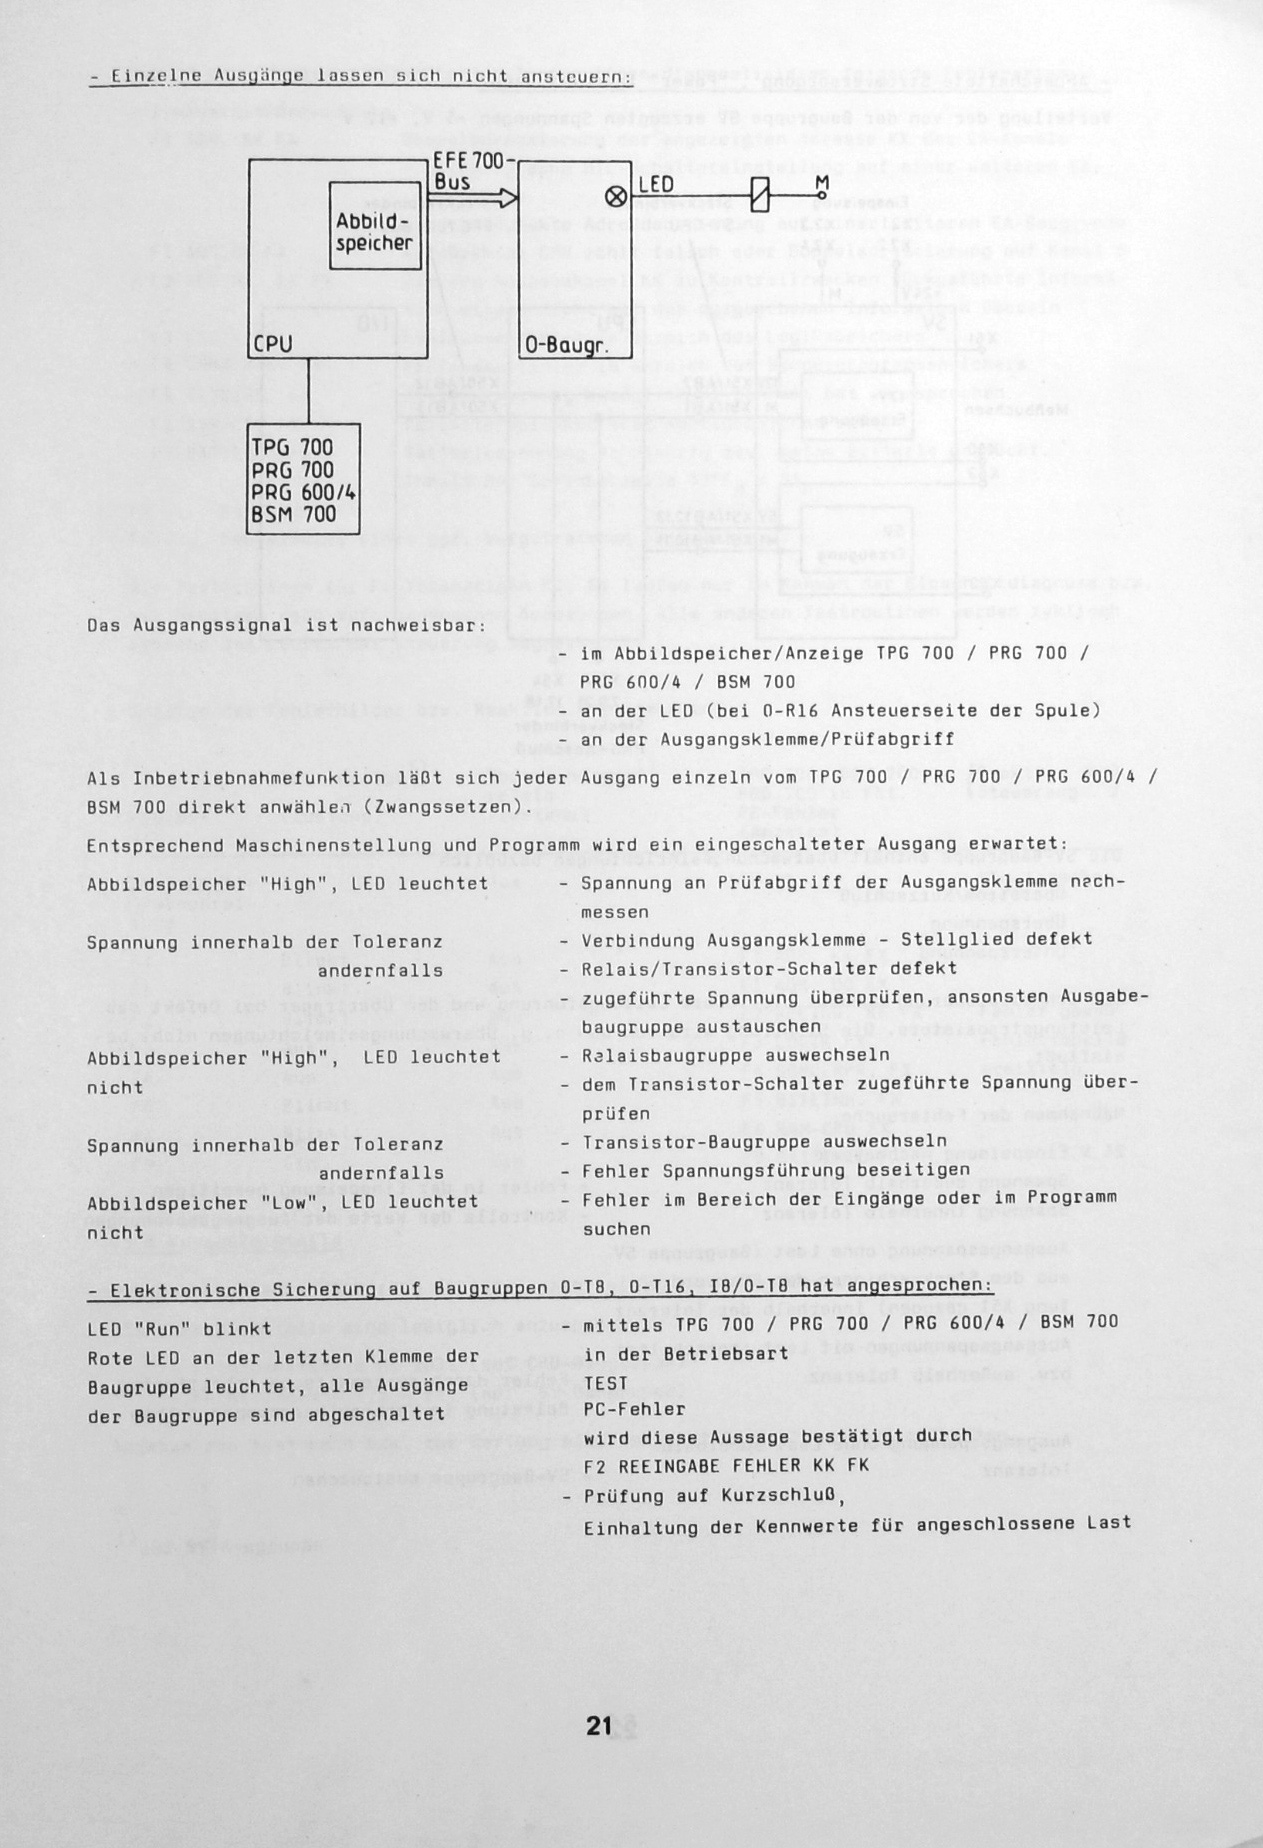 - Einzelne Ausgänge lassen sich nicht ansteuern:
EFE 700-
Bus
LED
M
Abbild-
speicher
CPU
O-Baugr.
TPG 700
PRG 700
PRG 600/4
BSM 700
Das Ausgangssignal ist nachweisbar:
- im Abbildspeicher/Anzeige TPG 700 / PRG 700 /
PRG 600/4 / BSM 700
- an der LED (bei O-R16 Ansteuerseite der Spule)
- an der Ausgangsklemme/Prüfabgriff
Als Inbetriebnahmefunktion läßt sich jeder Ausgang einzeln vom TPG 700 / PRG 700 / PRG 600/4 /
BSM 700 direkt anwählen (Zwangssetzen).
Entsprechend Maschinenstellung und Programm wird ein eingeschalteter Ausgang erwartet:
Abbildspeicher "High", LED leuchtet - Spannung an Prüfabgriff der Ausgangsklemme nach-
messen
Spannung innerhalb der Toleranz - Verbindung Ausgangsklemme - Stellglied defekt
andernfalls - Relais/Transistor-Schalter defekt
- zugeführte Spannung überprüfen, ansonsten Ausgabe-
baugruppe austauschen
Abbildspeicher "High", LED leuchtet - Ralaisbaugruppe auswechseln
nicht - dem Transistor-Schalter zugeführte Spannung über-
prüfen
Spannung innerhalb der Toleranz - Transistor-Baugruppe auswechseln
andernfalls - Fehler Spannungsführung beseitigen
Abbildspeicher "Low", LED leuchtet - Fehler im Bereich der Eingänge oder im Programm
nicht suchen
- Elektronische Sicherung auf Baugruppen O-T8, O-T16, I8/O-T8 hat angesprochen:
LED "Run" blinkt - mittels TPG 700 / PRG 700 / PRG 600/4 / BSM 700
Rote LED an der letzten Klemme der in der Betriebsart
Baugruppe leuchtet, alle Ausgänge TEST
der Baugruppe sind abgeschaltet PC-Fehler
wird diese Aussage bestätigt durch
F2 REEINGABE FEHLER KK FK
- Prüfung auf Kurzschluß,
Einhaltung der Kennwerte für angeschlossene Last
21